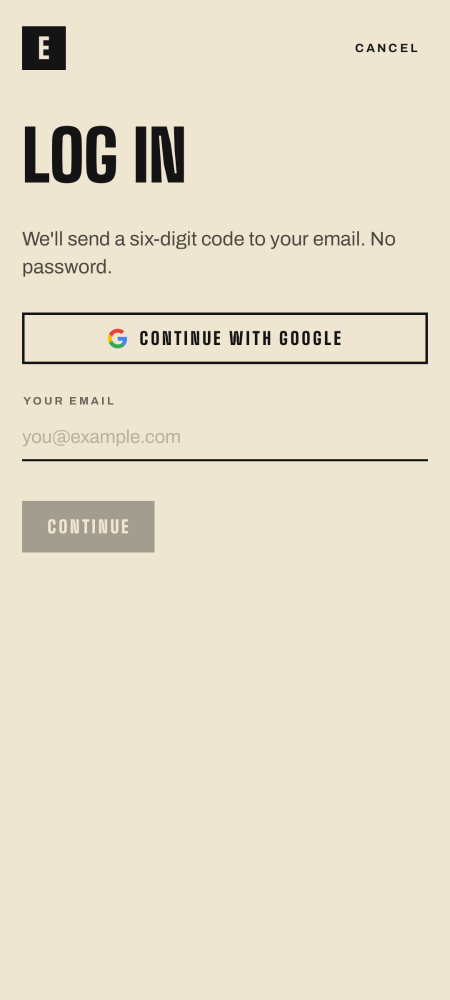 E
CANCEL
LOG IN
We'll send a six-digit code to your email. No
password.
CONTINUE WITH GOOGLE
YOUR EMAIL
you@example.com
CONTINUE